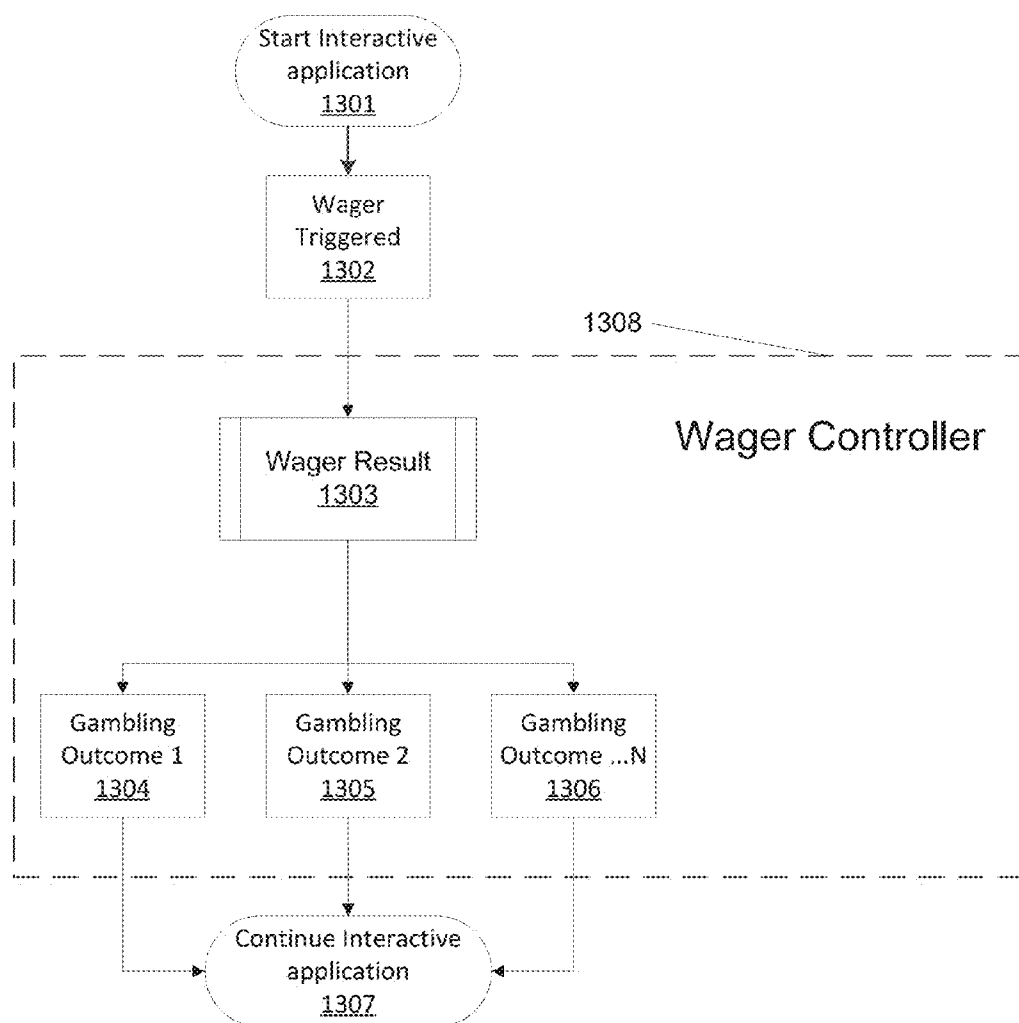 Start Interactive
application
1301
Wager
Triggered
1302
1308
Wager Controller
Wager Result
1303
Gambling
Outcome 1
1304
Gambling
Outcome 2
1305
Gambling
Outcome ...N
1306
Continue Interactive
application
1307